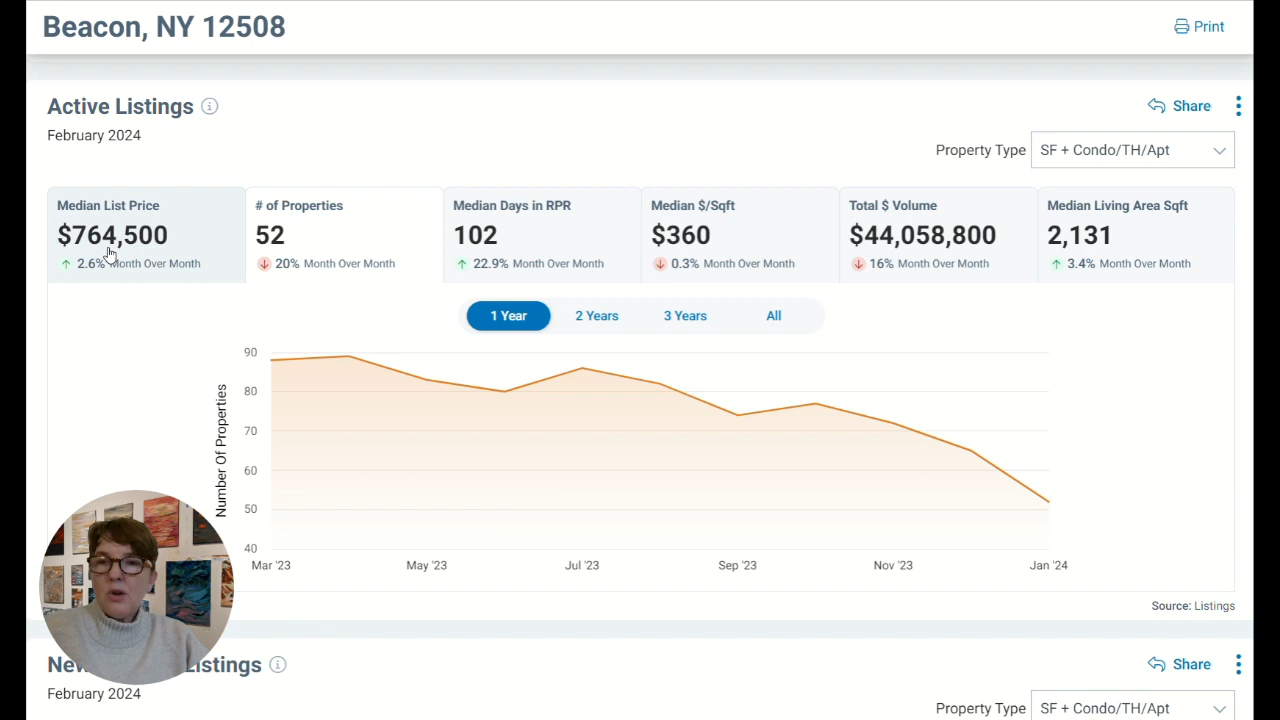 Beacon, NY 12508
Print
Active Listings
Share
February 2024
Property Type SF + Condo/TH/Apt
Median List Price
$764,500
2.6% Month Over Month
# of Properties
52
20% Month Over Month
Median Days in RPR
102
22.9% Month Over Month
Median $/Sqft
$360
0.3% Month Over Month
Total $ Volume
$44,058,800
16% Month Over Month
Median Living Area Sqft
2,131
3.4% Month Over Month
1 Year 2 Years 3 Years All
Number Of Properties
90
80
70
60
50
40
Mar '23 May '23 Jul '23 Sep '23 Nov '23 Jan '24
Source: Listings
Ne istings
Share
February 2024
Property Type SF + Condo/TH/Apt